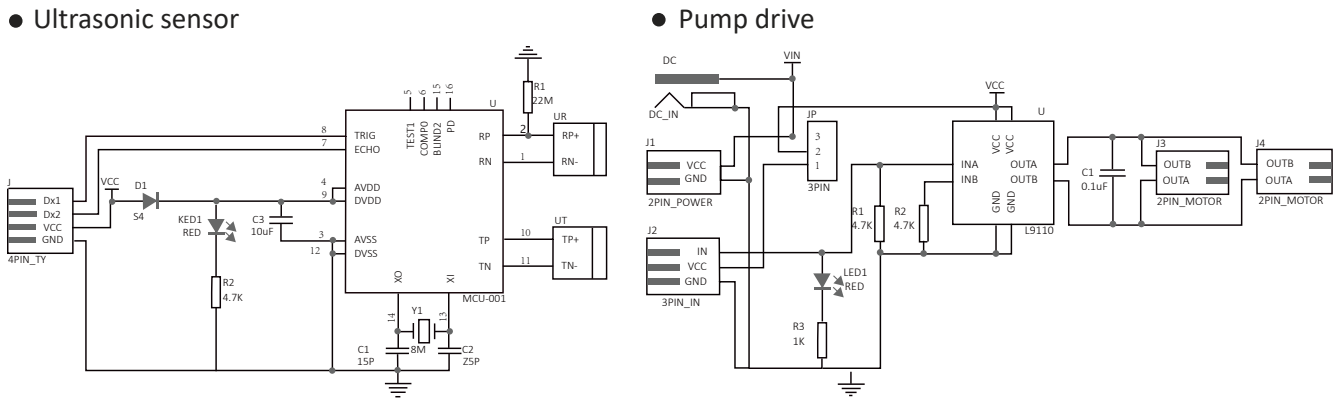 ● Ultrasonic sensor
J
Dx1
Dx2
VCC
GND
4PIN_TY
VCC
D1
S4
KED1
RED
R2
4.7K
C3
10uF
8
7
4
9
3
12
5
6
15
16
TEST1
COMP0
BUND2
PD
U
TRIG
ECHO
AVDD
DVDD
AVSS
DVSS
RP
RN
TP
TN
XO
XI
MCU-001
R1
22M
2
1
10
11
UR
RP+
RN-
UT
TP+
TN-
14
Y1
13
8M
C1
15P
C2
Z5P
● Pump drive
DC
DC_IN
VIN
J1
VCC
GND
2PIN_POWER
JP
3
2
1
3PIN
J2
IN
VCC
GND
3PIN_IN
LED1
RED
R3
1K
R1
4.7K
R2
4.7K
VCC
U
INA
INB
VCC
VCC
OUTA
OUTB
GND
GND
L9110
C1
0.1uF
J3
OUTB
OUTA
2PIN_MOTOR
J4
OUTB
OUTA
2PIN_MOTOR